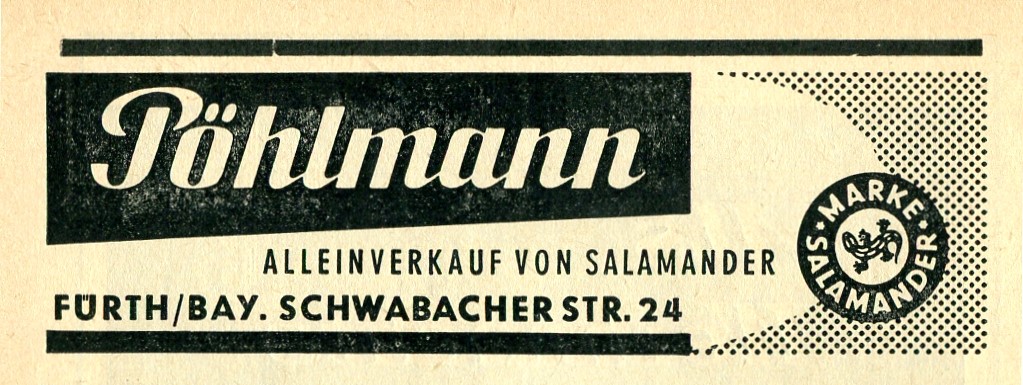 Pöhlmann
ALLEINVERKAUF VON SALAMANDER
FÜRTH/BAY. SCHWABACHER STR. 24
· MARKE ·
SALAMANDER